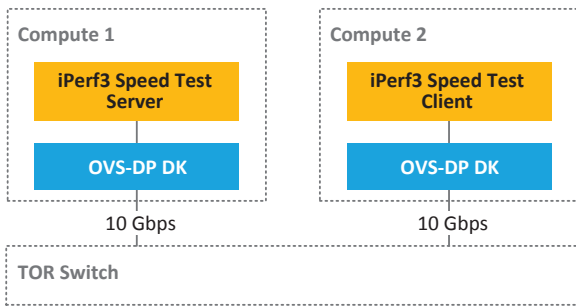 Compute 1
iPerf3 Speed Test
Server
OVS-DP DK
10 Gbps
Compute 2
iPerf3 Speed Test
Client
OVS-DP DK
10 Gbps
TOR Switch